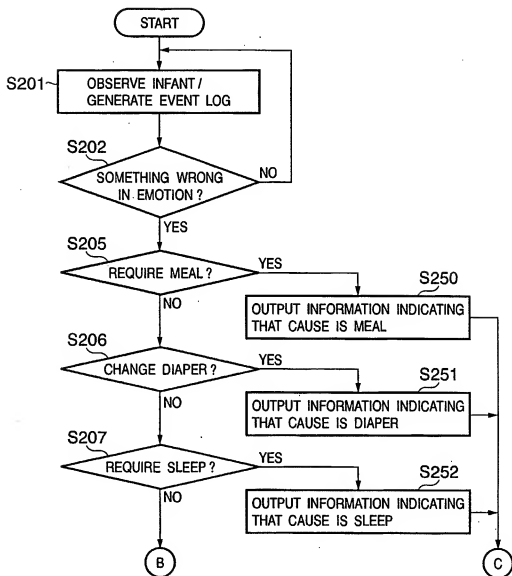 START
S201
OBSERVE INFANT/
GENERATE EVENT LOG
S202
SOMETHING WRONG
IN EMOTION ?
NO
YES
S205
REQUIRE MEAL ?
YES
NO
S250
OUTPUT INFORMATION INDICATING
THAT CAUSE IS MEAL
S206
CHANGE DIAPER ?
YES
NO
S251
OUTPUT INFORMATION INDICATING
THAT CAUSE IS DIAPER
S207
REQUIRE SLEEP ?
YES
NO
S252
OUTPUT INFORMATION INDICATING
THAT CAUSE IS SLEEP
B
C